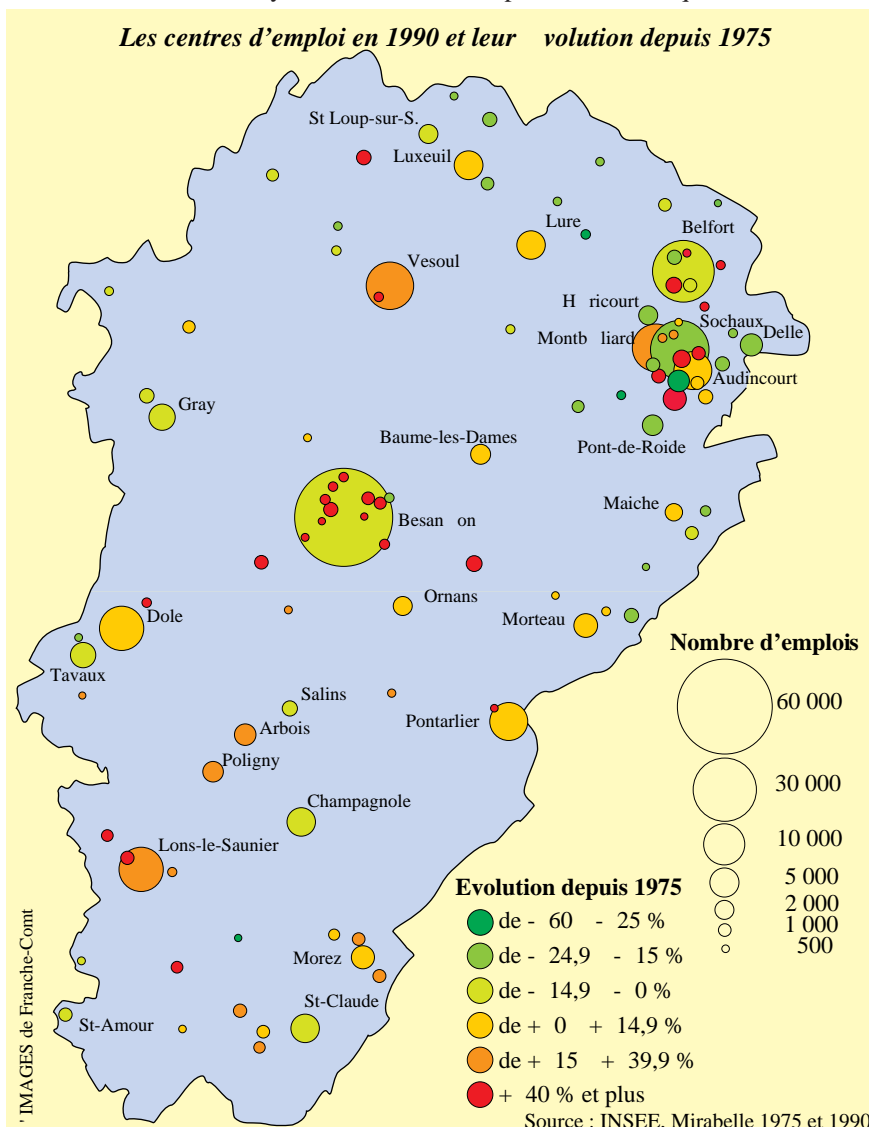 Les centres d'emploi en 1990 et leur volution depuis 1975
St Loup-sur-S.
Luxeuil
Lure
Belfort
Vesoul
H ricourt
Sochaux
Montb liard
Delle
Audincourt
Gray
Baume-les-Dames
Pont-de-Roide
Maiche
Besan on
Ornans
Morteau
Dole
Tavaux
Salins
Pontarlier
Arbois
Poligny
Champagnole
Lons-le-Saunier
Morez
St-Claude
St-Amour
Nombre d'emplois
60 000
30 000
10 000
5 000
2 000
1 000
500
Evolution depuis 1975
de - 60 - 25 %
de - 24,9 - 15 %
de - 14,9 - 0 %
de + 0 + 14,9 %
de + 15 + 39,9 %
+ 40 % et plus
Source : INSEE, Mirabelle 1975 et 1990
' IMAGES de Franche-Comt